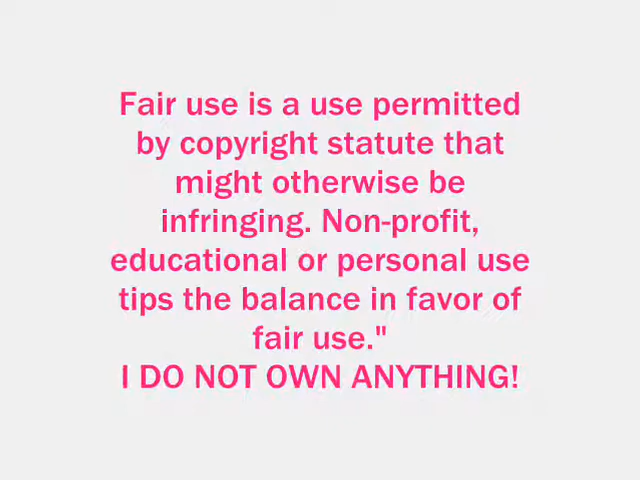 Fair use is a use permitted
by copyright statute that
might otherwise be
infringing. Non-profit,
educational or personal use
tips the balance in favor of
fair use."
I DO NOT OWN ANYTHING!